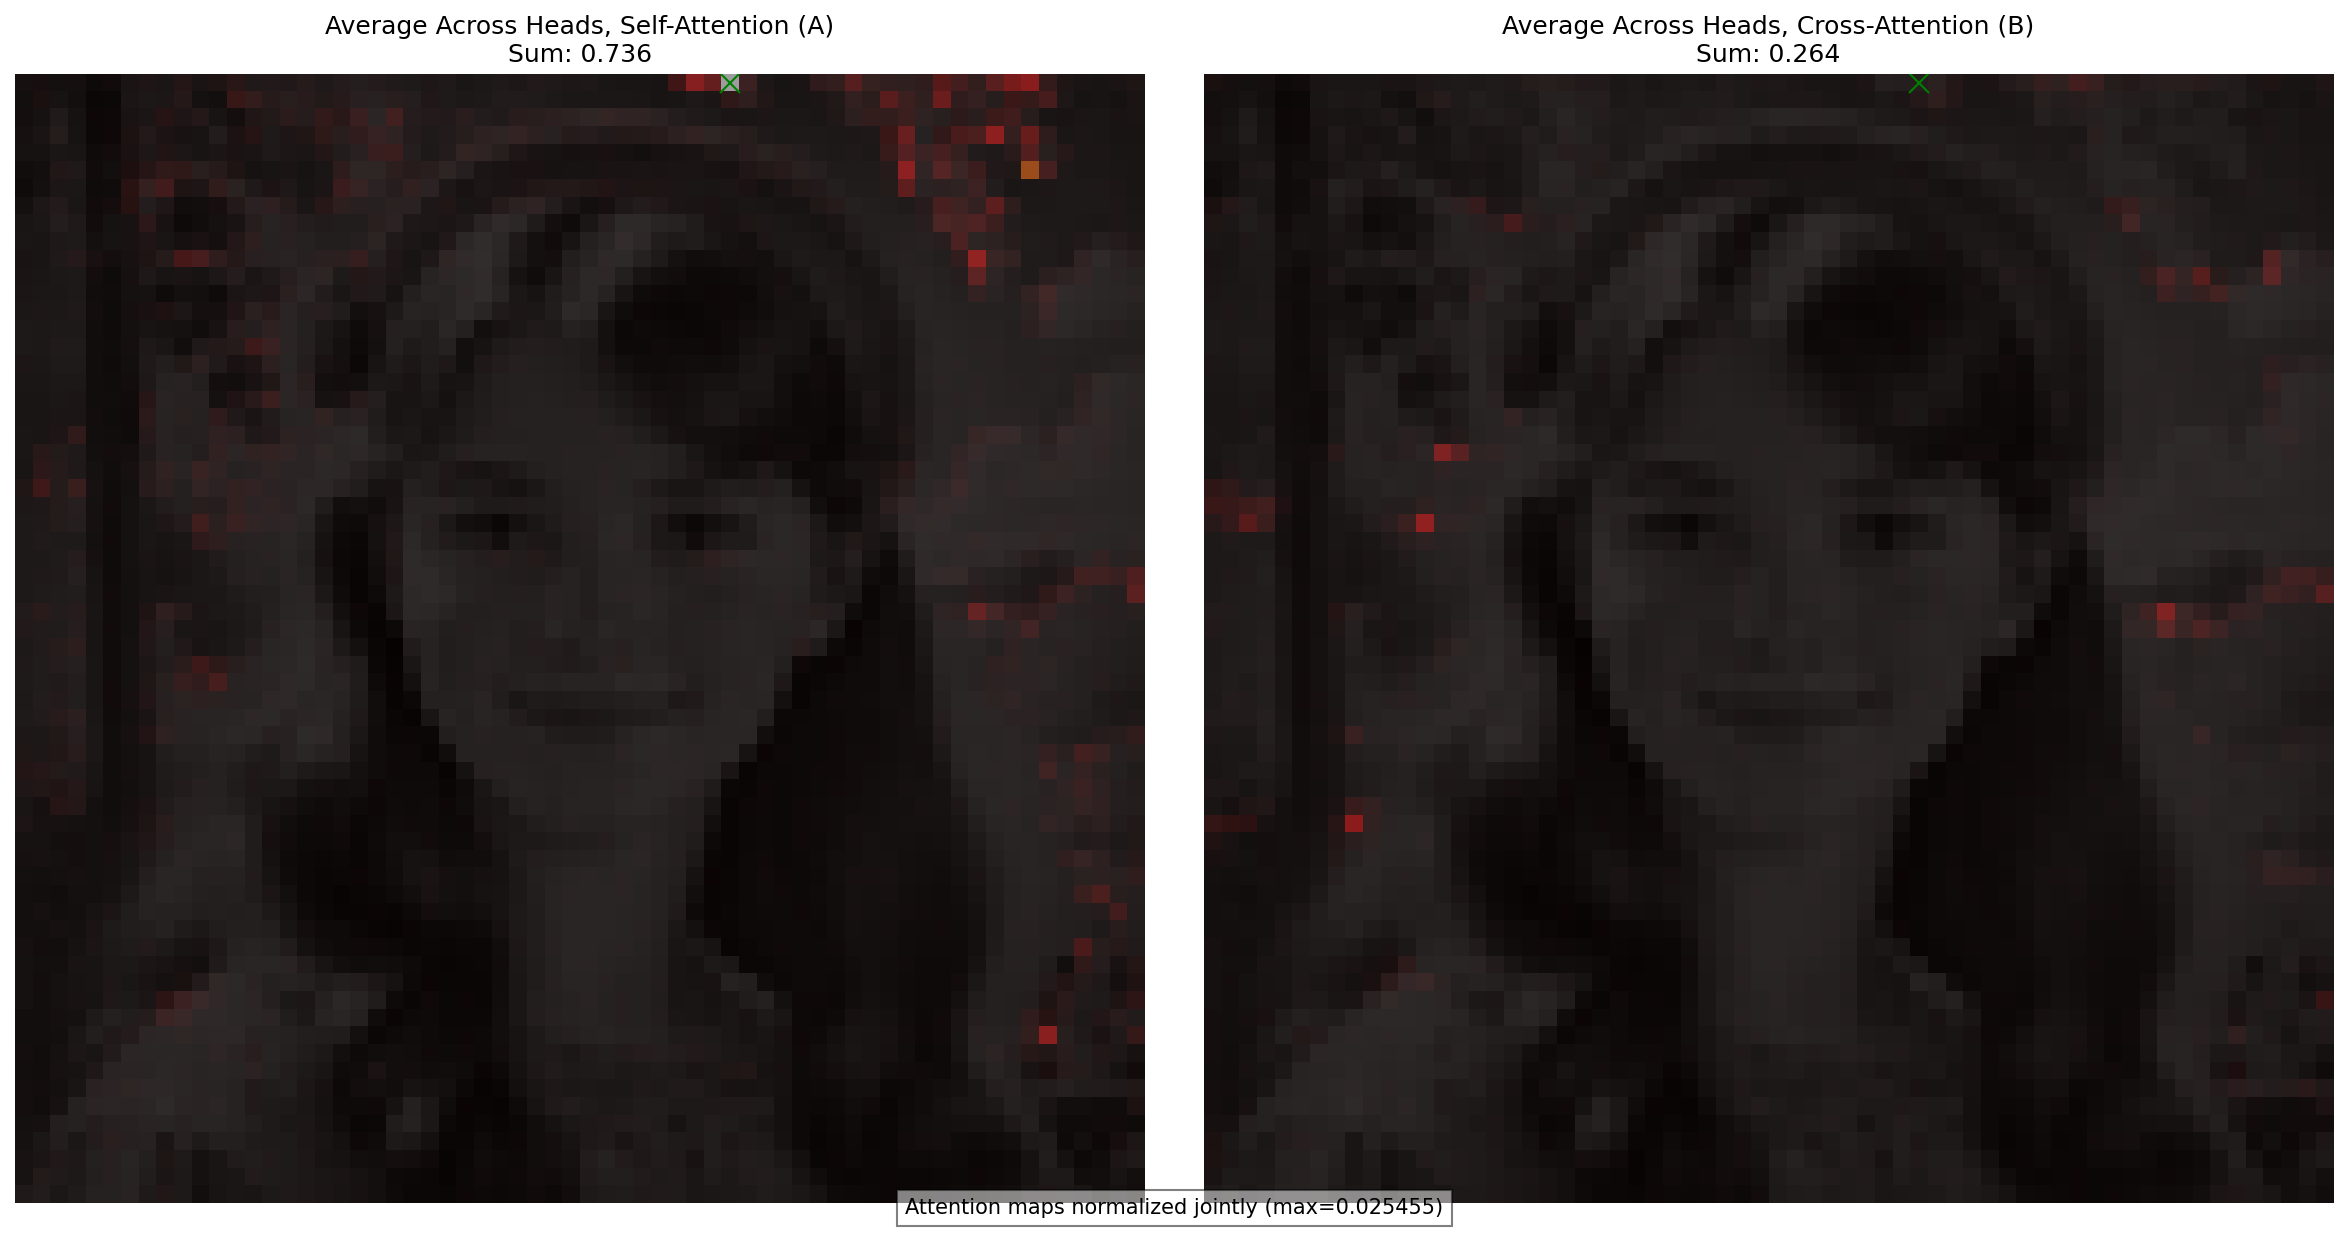 Average Across Heads, Self-Attention (A)
Sum: 0.736
Average Across Heads, Cross-Attention (B)
Sum: 0.264
Attention maps normalized jointly (max=0.025455)